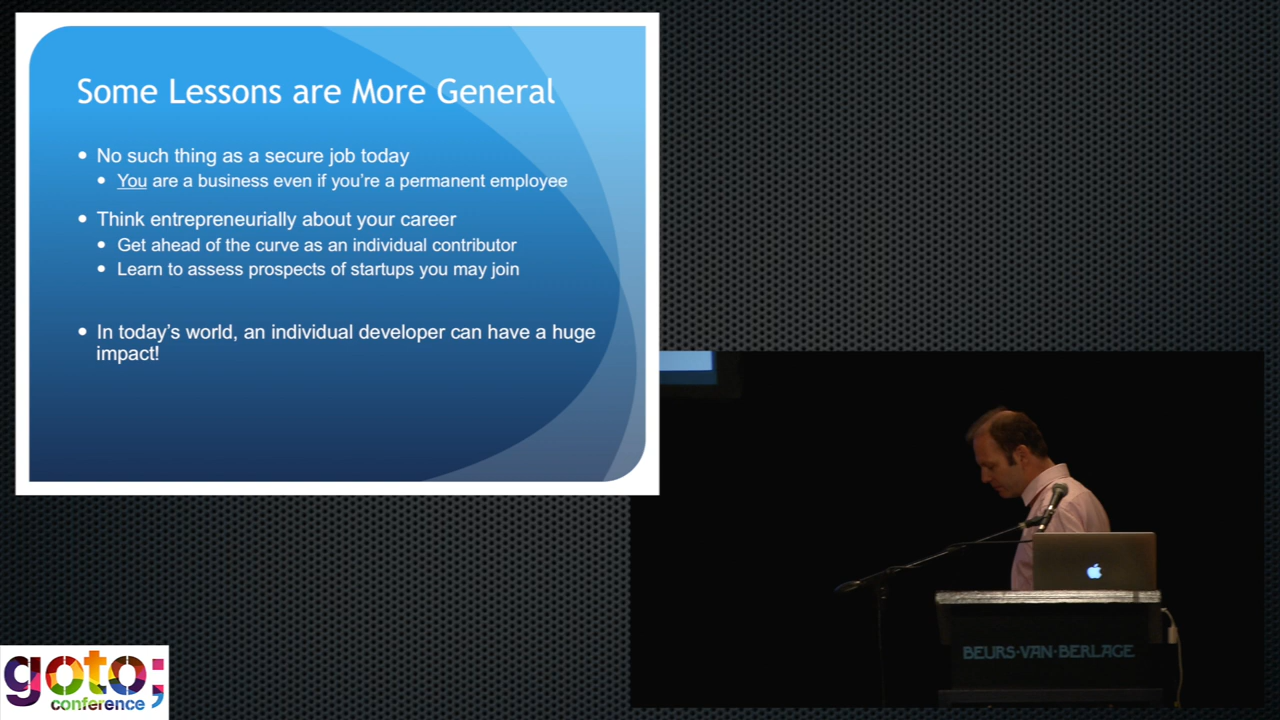 Some Lessons are More General
• No such thing as a secure job today
• You are a business even if you're a permanent employee
• Think entrepreneurially about your career
• Get ahead of the curve as an individual contributor
• Learn to assess prospects of startups you may join
• In today's world, an individual developer can have a huge
impact!
BEURS·VAN·BERLAGE
goto;
conference